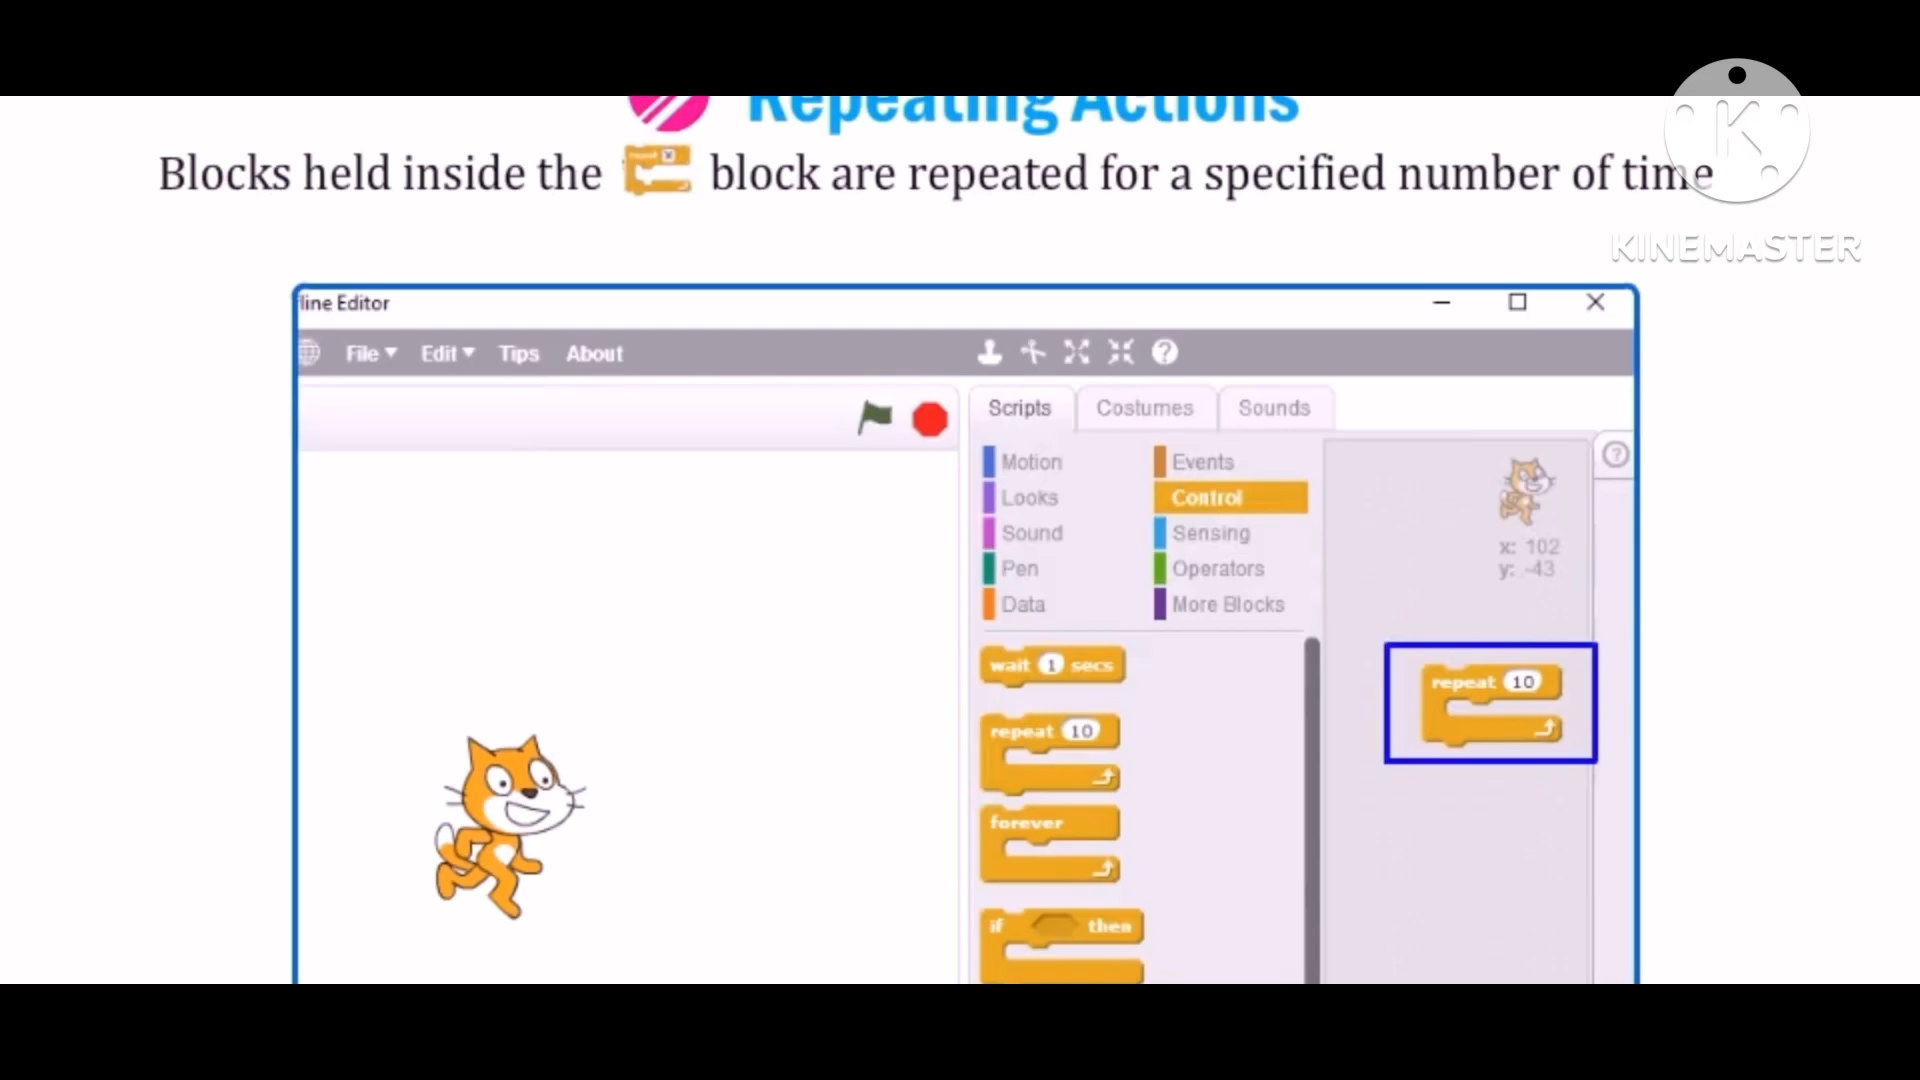 Repeating Actions
Blocks held inside the repeat block are repeated for a specified number of time
KINEMASTER
fline Editor
File Edit Tips About
Scripts Costumes Sounds
Motion Events
Looks Control
Sound Sensing
Pen Operators
Data More Blocks
x: 102
y: -43
wait 1 secs
repeat 10
repeat 10
forever
if then